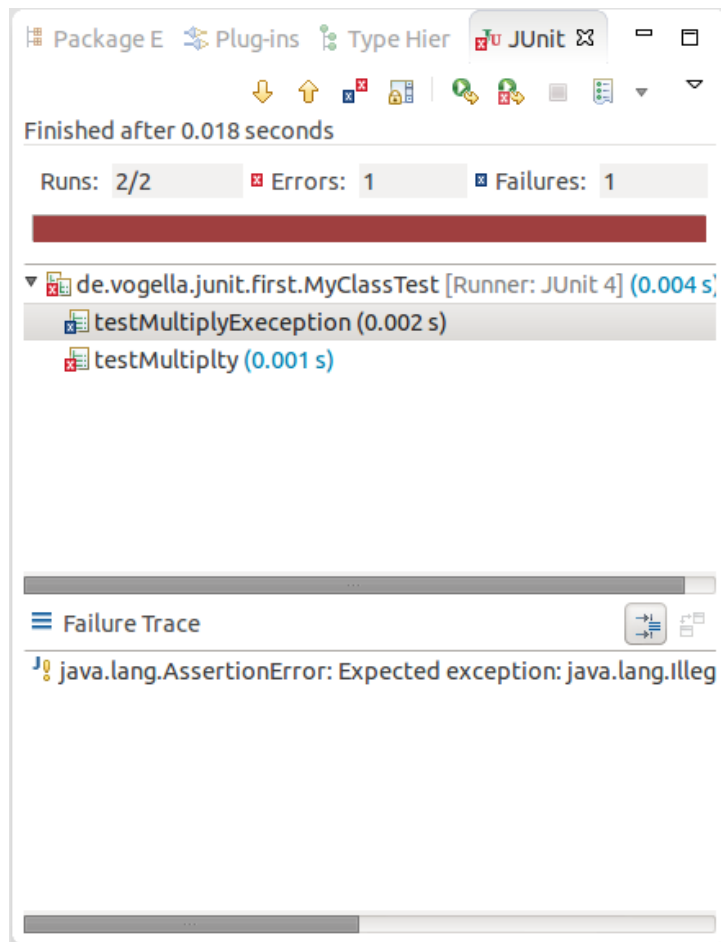 Package E Plug-ins Type Hier JUnit
Finished after 0.018 seconds
Runs: 2/2 Errors: 1 Failures: 1
de.vogella.junit.first.MyClassTest [Runner: JUnit 4] (0.004 s)
testMultiplyExeception (0.002 s)
testMultiplty (0.001 s)
Failure Trace
java.lang.AssertionError: Expected exception: java.lang.Illeg